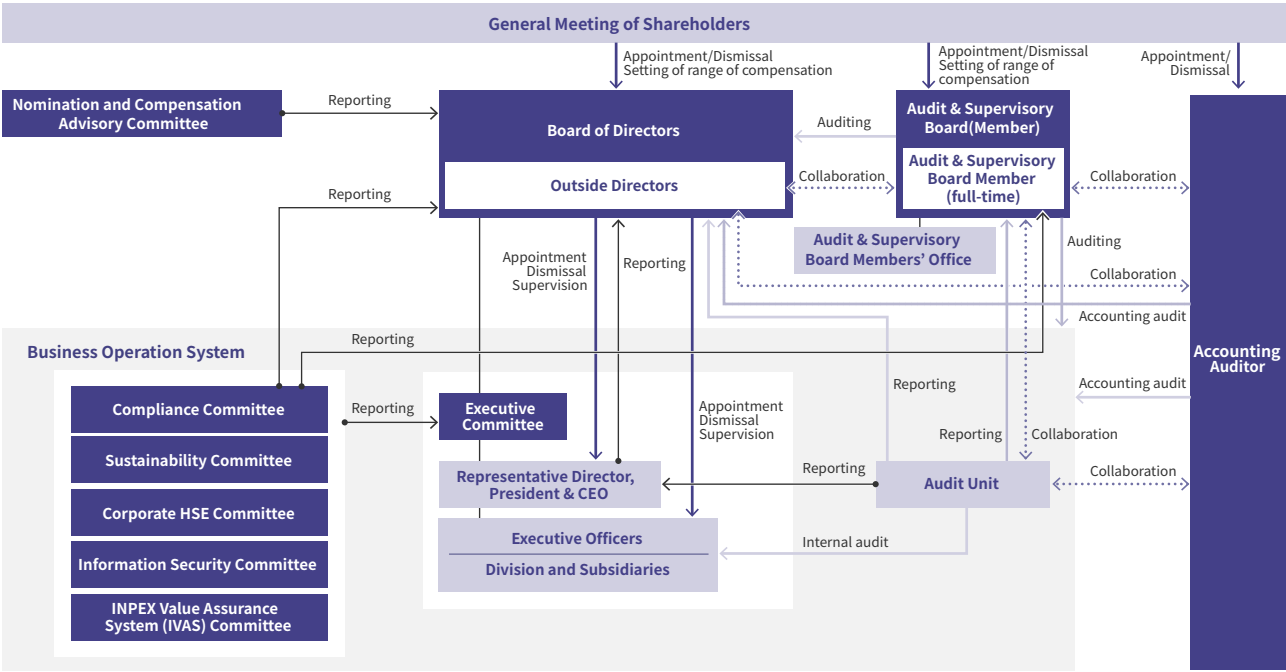 General Meeting of Shareholders
Appointment/Dismissal
Setting of range of compensation
Appointment/Dismissal
Setting of range of
compensation
Appointment/
Dismissal
Nomination and Compensation
Advisory Committee
Reporting
Board of Directors
Auditing
Audit & Supervisory
Board(Member)
Outside Directors
Collaboration
Audit & Supervisory
Board Member
(full-time)
Collaboration
Reporting
Audit & Supervisory
Board Members’ Office
Auditing
Appointment
Dismissal
Supervision
Reporting
Collaboration
Accounting audit
Business Operation System
Reporting
Accounting
Auditor
Compliance Committee
Reporting
Executive
Committee
Appointment
Dismissal
Supervision
Reporting
Accounting audit
Reporting
Collaboration
Sustainability Committee
Representative Director,
President & CEO
Reporting
Audit Unit
Collaboration
Corporate HSE Committee
Executive Officers
Internal audit
Information Security Committee
Division and Subsidiaries
INPEX Value Assurance
System (IVAS) Committee